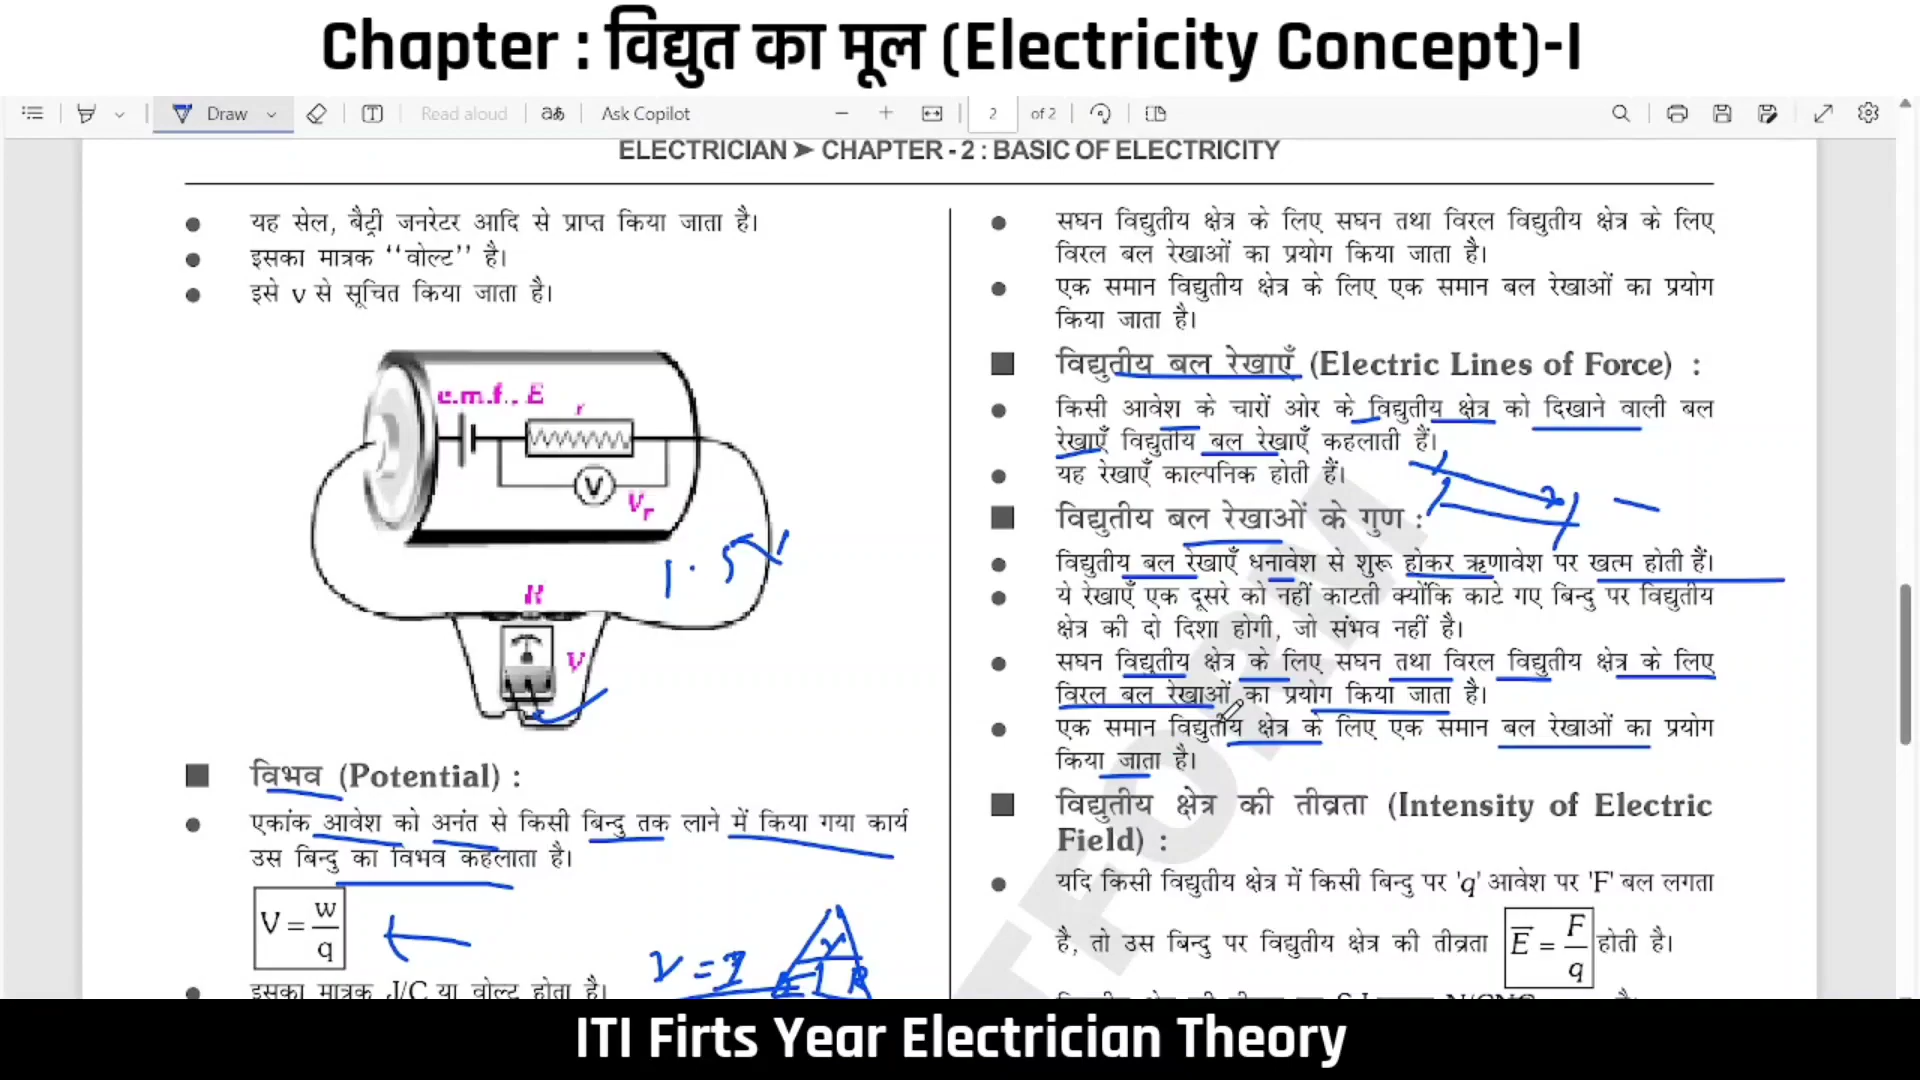 Chapter : विद्युत का मूल (Electricity Concept)-I
Draw
Read aloud
Ask Copilot
2
of 2
ELECTRICIAN ➤ CHAPTER - 2 : BASIC OF ELECTRICITY
● यह सेल, बैट्री जनरेटर आदि से प्राप्त किया जाता है।
● इसका मात्रक ‘‘वोल्ट’’ है।
● इसे v से सूचित किया जाता है।
e.m.f., E
r
V
Vr
1.5
R
V
■ विभव (Potential) :
● एकांक आवेश को अनंत से किसी बिन्दु तक लाने में किया गया कार्य
उस बिन्दु का विभव कहलाता है।
V = w/q
V = I
V
I R
● इसका मात्रक J/C या वोल्ट होता है।
● सघन विद्युतीय क्षेत्र के लिए सघन तथा विरल विद्युतीय क्षेत्र के लिए
विरल बल रेखाओं का प्रयोग किया जाता है।
● एक समान विद्युतीय क्षेत्र के लिए एक समान बल रेखाओं का प्रयोग
किया जाता है।
■ विद्युतीय बल रेखाएँ (Electric Lines of Force) :
● किसी आवेश के चारों ओर के विद्युतीय क्षेत्र को दिखाने वाली बल
रेखाएँ विद्युतीय बल रेखाएँ कहलाती हैं।
● यह रेखाएँ काल्पनिक होती हैं।
■ विद्युतीय बल रेखाओं के गुण :
● विद्युतीय बल रेखाएँ धनावेश से शुरू होकर ऋणावेश पर खत्म होती हैं।
● ये रेखाएँ एक दूसरे को नहीं काटती क्योंकि काटे गए बिन्दु पर विद्युतीय
क्षेत्र की दो दिशा होगी, जो संभव नहीं है।
● सघन विद्युतीय क्षेत्र के लिए सघन तथा विरल विद्युतीय क्षेत्र के लिए
विरल बल रेखाओं का प्रयोग किया जाता है।
● एक समान विद्युतीय क्षेत्र के लिए एक समान बल रेखाओं का प्रयोग
किया जाता है।
■ विद्युतीय क्षेत्र की तीव्रता (Intensity of Electric
Field) :
● यदि किसी विद्युतीय क्षेत्र में किसी बिन्दु पर 'q' आवेश पर 'F' बल लगता
है, तो उस बिन्दु पर विद्युतीय क्षेत्र की तीव्रता E = F/q होती है।
TFORM
ITI Firts Year Electrician Theory